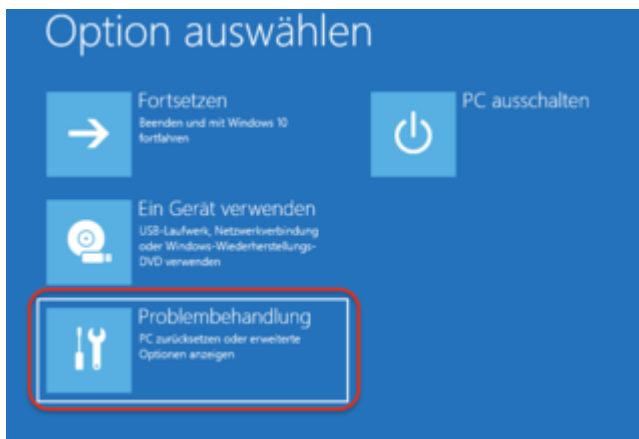 Option auswählen
Fortsetzen
Beenden und mit Windows 10
fortfahren
PC ausschalten
Ein Gerät verwenden
USB-Laufwerk, Netzwerkverbindung
oder Windows-Wiederherstellungs-
DVD verwenden
Problembehandlung
PC zurücksetzen oder erweiterte
Optionen anzeigen